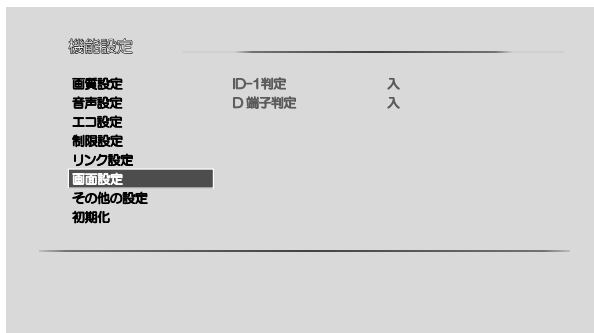 機能設定
画質設定 ID-1判定 入
音声設定 D端子判定 入
エコ設定
制限設定
リンク設定
画面設定
その他の設定
初期化